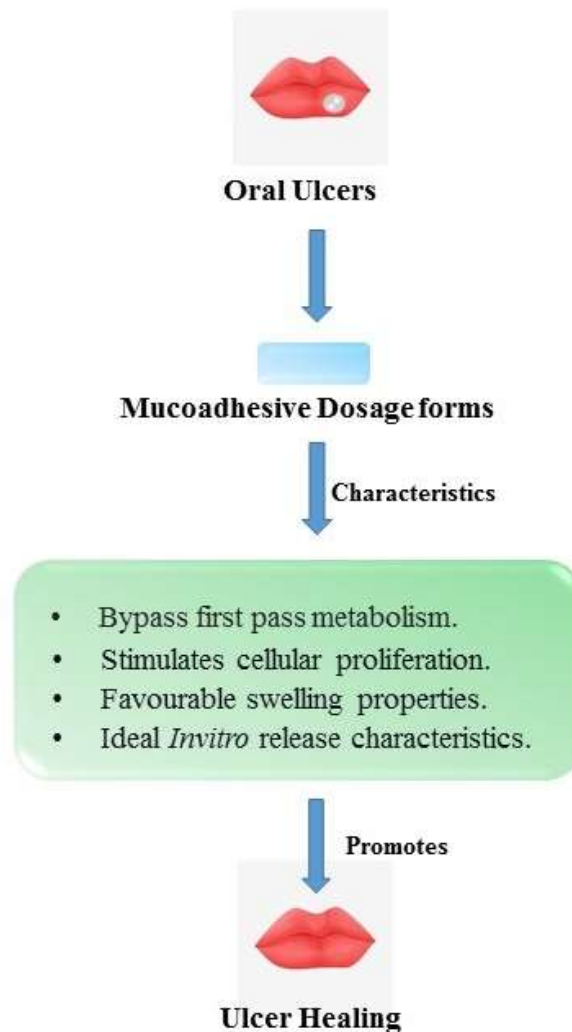 Oral Ulcers
Mucoadhesive Dosage forms
Characteristics
• Bypass first pass metabolism.
• Stimulates cellular proliferation.
• Favourable swelling properties.
• Ideal Invitro release characteristics.
Promotes
Ulcer Healing